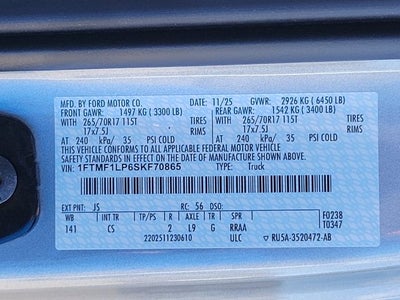 MFD. BY FORD MOTOR CO.
DATE: 11/25 GVWR: 2926 KG (6450 LB)
FRONT GAWR: 1497 KG (3300 LB) REAR GAWR: 1542 KG (3400 LB)
WITH 265/70R17 115T TIRES WITH 265/70R17 115T TIRES
17x7.5J RIMS 17x7.5J RIMS
AT 240 kPa/ 35 PSI COLD AT 240 kPa/ 35 PSI COLD
THIS VEHICLE CONFORMS TO ALL APPLICABLE FEDERAL MOTOR VEHICLE
SAFETY STANDARDS IN EFFECT ON THE DATE OF MANUFACTURE SHOWN ABOVE.
VIN: 1FTMF1LP6SKF70865 TYPE: Truck
EXT PNT: JS RC: 56 DSO: F0238
WB INT TR TP/PS R AXLE TR SPR T0347
141 CS 2 L9 G RRAA
2202511230610 ULC RU5A-3520472-AB